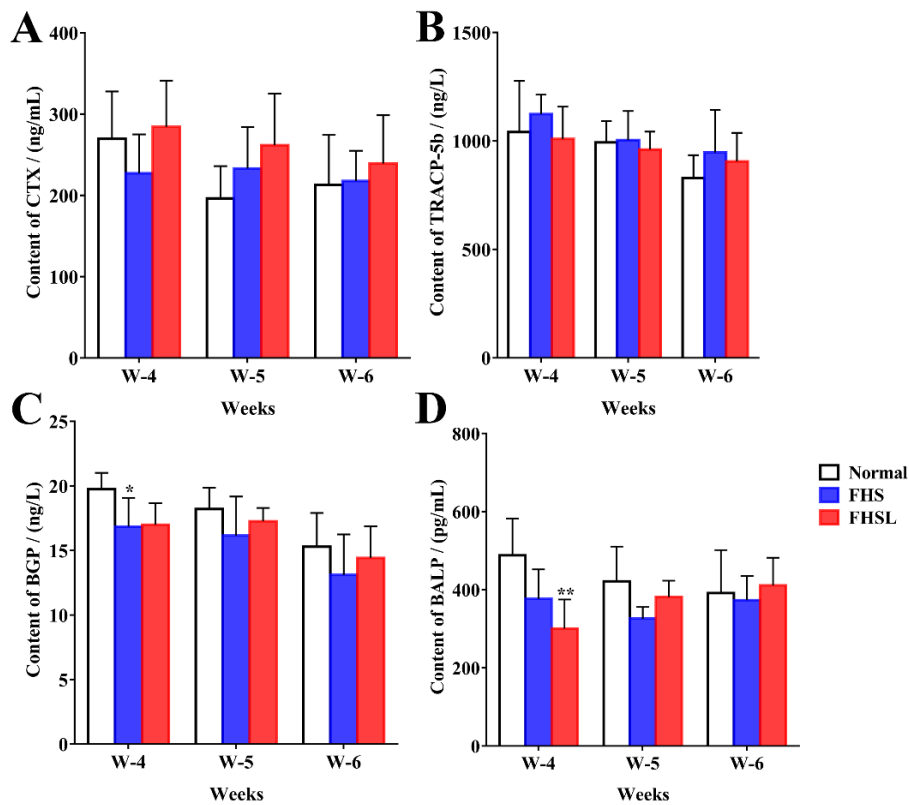 A
Content of CTX / (ng/mL)
400
300
200
100
0
W-4 W-5 W-6
Weeks
B
Content of TRACP-5b / (ng/L)
1500
1000
500
0
W-4 W-5 W-6
Weeks
C
Content of BGP / (ng/L)
25
20
15
10
5
0
*
W-4 W-5 W-6
Weeks
D
Content of BALP / (pg/mL)
800
600
400
200
0
**
W-4 W-5 W-6
Weeks
Normal
FHS
FHSL